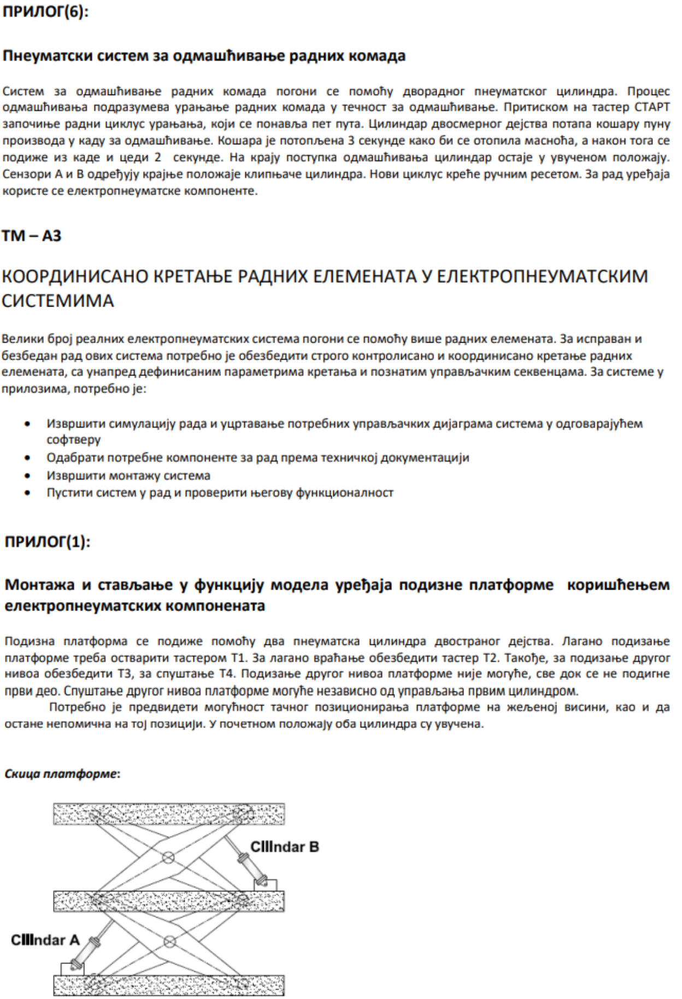 ПРИЛОГ(6):
Пнеуматски систем за одмашћивање радних комада
Систем за одмашћивање радних комада погони се помоћу дворадног пнеуматског цилиндра. Процес
одмашћивања подразумева урањање радних комада у течност за одмашћивање. Притиском на тастер СТАРТ
започиње радни циклус урањања, који се понавља пет пута. Цилиндар двосмерног дејства потапа кошару пуну
производа у каду за одмашћивање. Кошара је потопљена 3 секунде како би се отопила масноћа, а након тога се
подиже из каде и цеди 2 секунде. На крају поступка одмашћивања цилиндар остаје у увученом положају.
Сензори А и В одређују крајње положаје клипњаче цилиндра. Нови циклус креће ручним ресетом. За рад уређаја
користе се електропнеуматске компоненте.
ТМ – А3
КООРДИНИСАНО КРЕТАЊЕ РАДНИХ ЕЛЕМЕНАТА У ЕЛЕКТРОПНЕУМАТСКИМ
СИСТЕМИМА
Велики број реалних електропнеуматских система погони се помоћу више радних елемената. За исправан и
безбедан рад ових система потребно је обезбедити строго контролисано и координисано кретање радних
елемената, са унапред дефинисаним параметрима кретања и познатим управљачким секвенцама. За системе у
прилозима, потребно је:
• Извршити симулацију рада и уцртавање потребних управљачких дијаграма система у одговарајућем
софтверу
• Одабрати потребне компоненте за рад према техничкој документацији
• Извршити монтажу система
• Пустити систем у рад и проверити његову функционалност
ПРИЛОГ(1):
Монтажа и стављање у функцију модела уређаја подизне платформе коришћењем
електропнеуматских компонената
Подизна платформа се подиже помоћу два пнеуматска цилиндра двостраног дејства. Лагано подизање
платформе треба остварити тастером Т1. За лагано враћање обезбедити тастер Т2. Такође, за подизање другог
нивоа обезбедити Т3, за спуштање Т4. Подизање другог нивоа платформе није могуће, све док се не подигне
први део. Спуштање другог нивоа платформе могуће независно од управљања првим цилиндром.
Потребно је предвидети могућност тачног позиционирања платформе на жељеној висини, као и да
остане непомична на тој позицији. У почетном положају оба цилиндра су увучена.
Скица платформе:
CIIIndar B
CIIIndar A